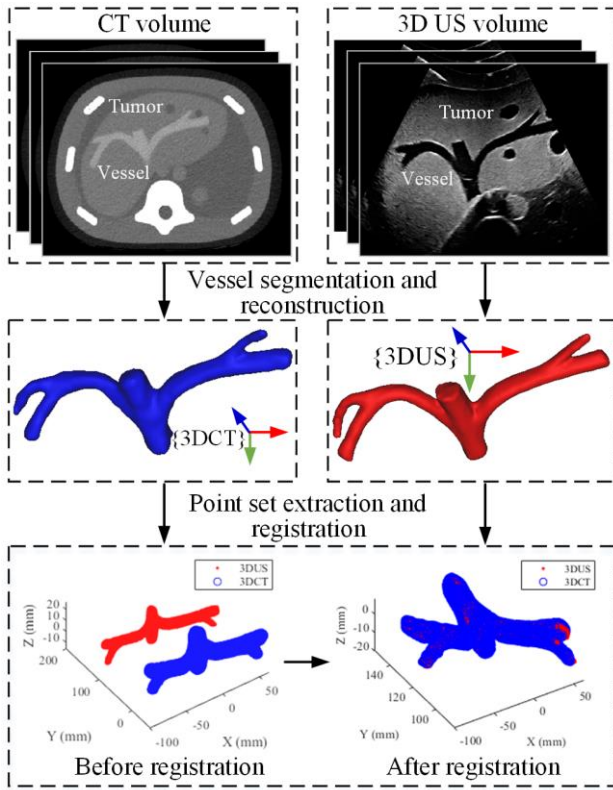 CT volume
3D US volume
Tumor
Vessel
Tumor
Vessel
Vessel segmentation and
reconstruction
{3DCT}
{3DUS}
Point set extraction and
registration
3DUS
3DCT
Z (mm)
20
10
0
-10
200
100
0
Y (mm)
-100
-50
0
50
X (mm)
Before registration
3DUS
3DCT
Z (mm)
0
-10
-20
140
120
100
Y (mm)
-100
-50
0
50
X (mm)
After registration